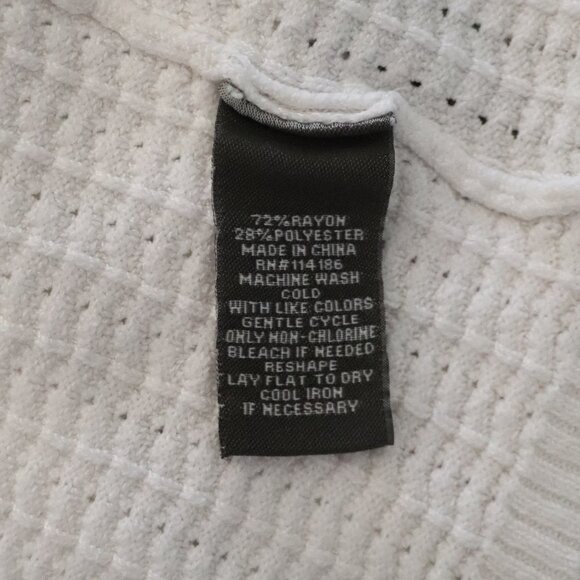 72%RAYON
28%POLYESTER
MADE IN CHINA
RN#114186
MACHINE WASH
COLD
WITH LIKE COLORS
GENTLE CYCLE
ONLY NON-CHLORINE
BLEACH IF NEEDED
RESHAPE
LAY FLAT TO DRY
COOL IRON
IF NECESSARY